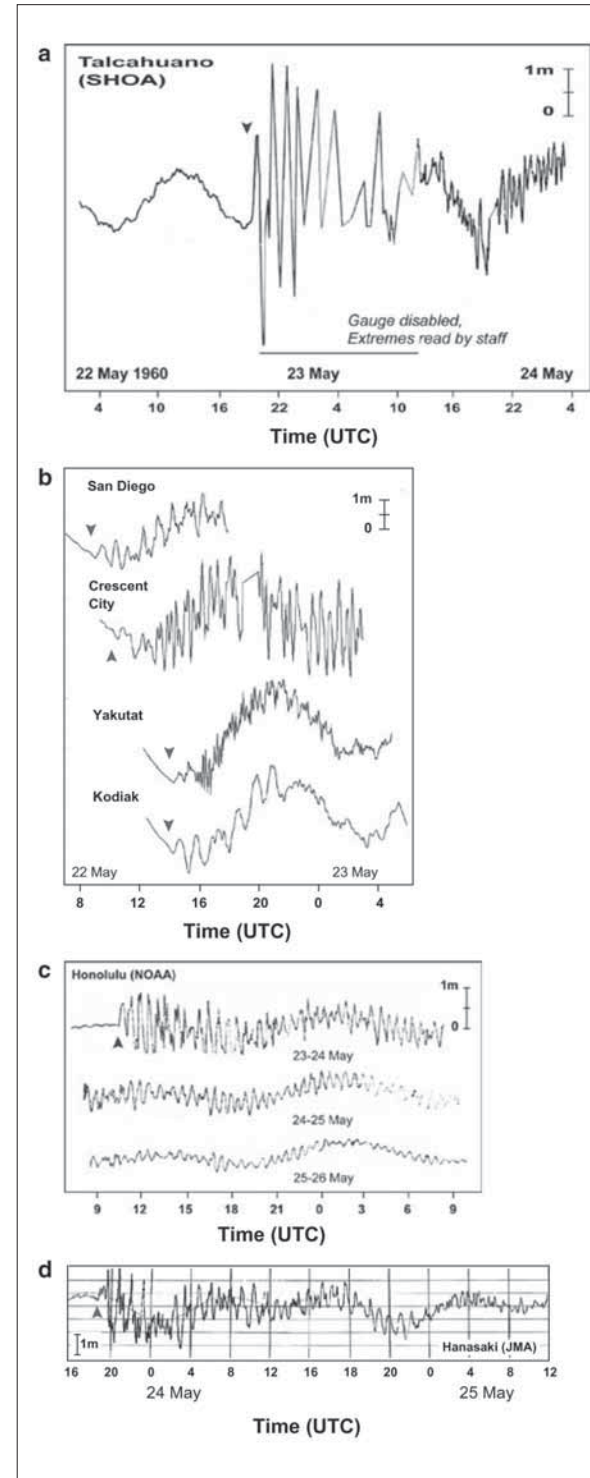 a
Talcahuano
(SHOA)
1m
0
Gauge disabled,
Extremes read by staff
22 May 1960 23 May 24 May
4 10 16 22 4 10 16 22 4
Time (UTC)
b
San Diego
1m
0
Crescent
City
Yakutat
Kodiak
22 May 23 May
8 12 16 20 0 4
Time (UTC)
c
Honolulu (NOAA)
1m
0
23-24 May
24-25 May
25-26 May
9 12 15 18 21 0 3 6 9
Time (UTC)
d
1m
Hanasaki (JMA)
16 20 0 4 8 12 16 20 0 4 8 12
24 May 25 May
Time (UTC)